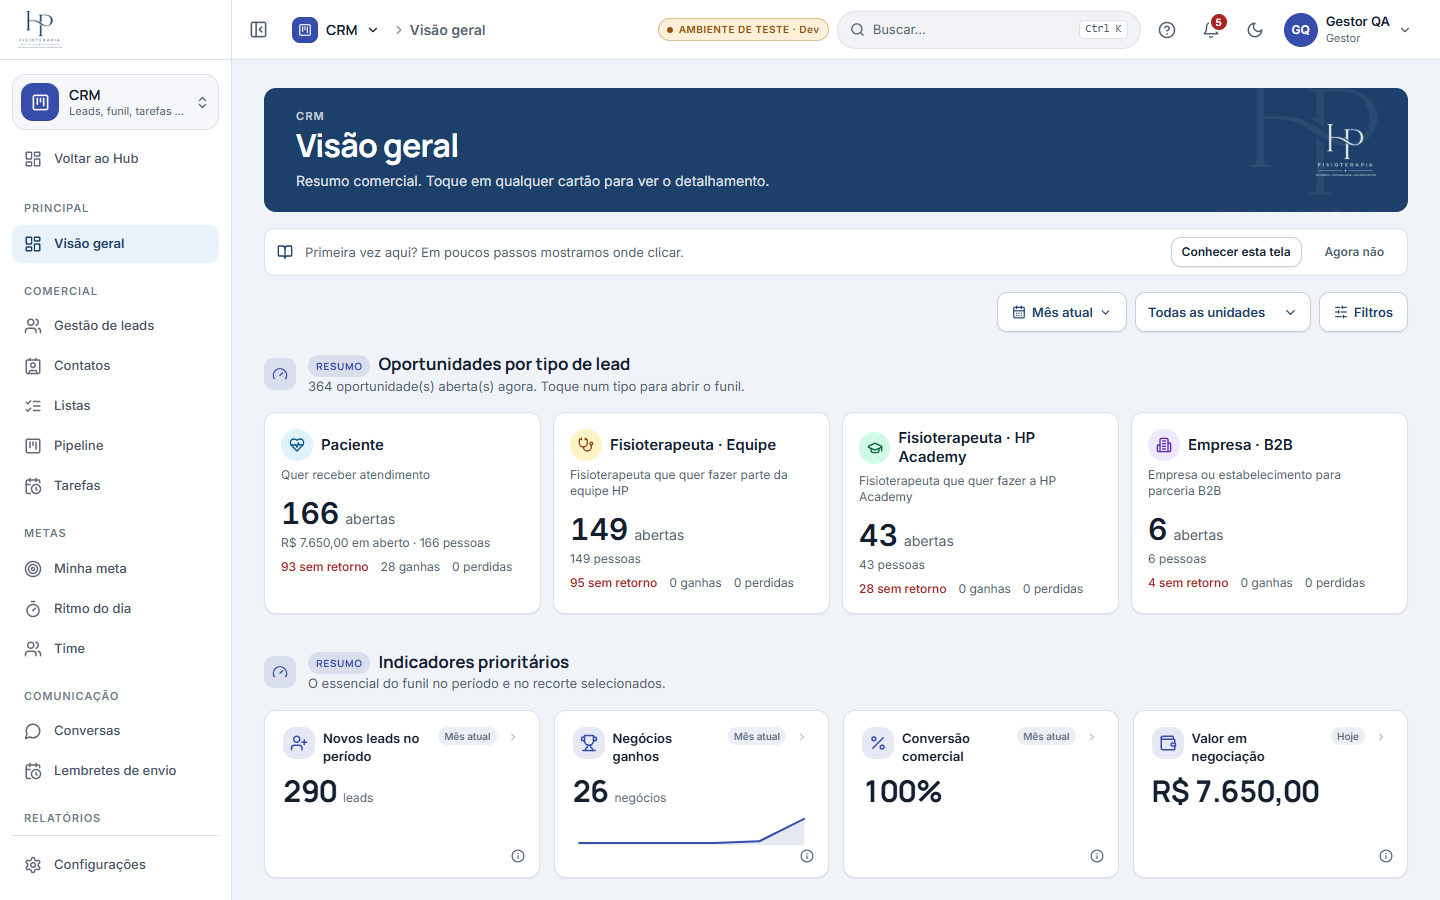 HP
FISIOTERAPIA
CRM
Visão geral
AMBIENTE DE TESTE · Dev
Buscar...
Ctrl K
5
GQ
Gestor QA
Gestor
CRM
Leads, funil, tarefas ...
Voltar ao Hub
PRINCIPAL
Visão geral
COMERCIAL
Gestão de leads
Contatos
Listas
Pipeline
Tarefas
METAS
Minha meta
Ritmo do dia
Time
COMUNICAÇÃO
Conversas
Lembretes de envio
RELATÓRIOS
Configurações
CRM
Visão geral
Resumo comercial. Toque em qualquer cartão para ver o detalhamento.
HP
FISIOTERAPIA
Primeira vez aqui? Em poucos passos mostramos onde clicar.
Conhecer esta tela
Agora não
Mês atual
Todas as unidades
Filtros
RESUMO
Oportunidades por tipo de lead
364 oportunidade(s) aberta(s) agora. Toque num tipo para abrir o funil.
Paciente
Quer receber atendimento
166 abertas
R$ 7.650,00 em aberto · 166 pessoas
93 sem retorno 28 ganhas 0 perdidas
Fisioterapeuta · Equipe
Fisioterapeuta que quer fazer parte da
equipe HP
149 abertas
149 pessoas
95 sem retorno 0 ganhas 0 perdidas
Fisioterapeuta · HP
Academy
Fisioterapeuta que quer fazer a HP
Academy
43 abertas
43 pessoas
28 sem retorno 0 ganhas 0 perdidas
Empresa · B2B
Empresa ou estabelecimento para
parceria B2B
6 abertas
6 pessoas
4 sem retorno 0 ganhas 0 perdidas
RESUMO
Indicadores prioritários
O essencial do funil no período e no recorte selecionados.
Novos leads no
período
Mês atual
290 leads
Negócios
ganhos
Mês atual
26 negócios
Conversão
comercial
Mês atual
100%
Valor em
negociação
Hoje
R$ 7.650,00